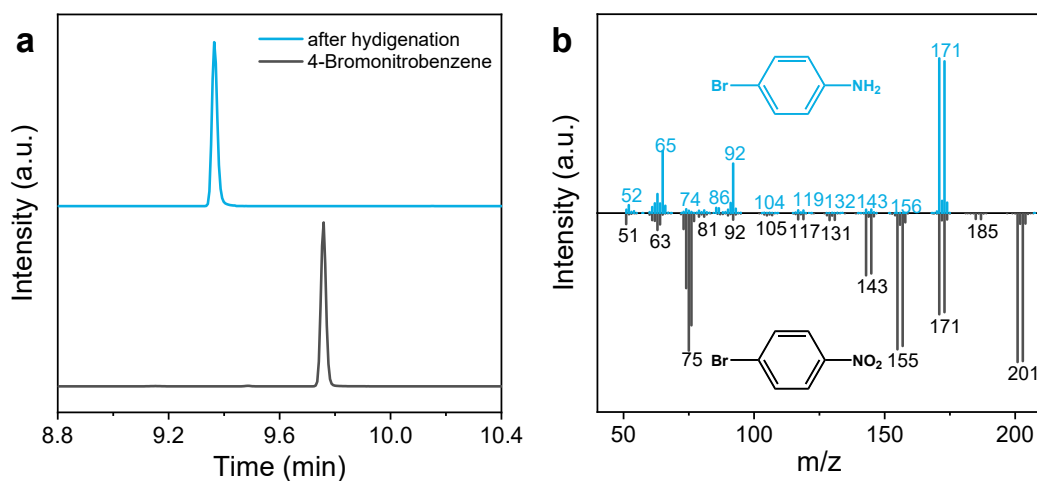 a
after hydigenation
4-Bromonitrobenzene
Intensity (a.u.)
8.8 9.2 9.6 10.0 10.4
Time (min)
b
Br NH₂
171
65
92
52 74 86 104 119 132 143 156
51 63 81 92 105 117 131 143 185
171
75 155 201
Br NO₂
Intensity (a.u.)
50 100 150 200
m/z